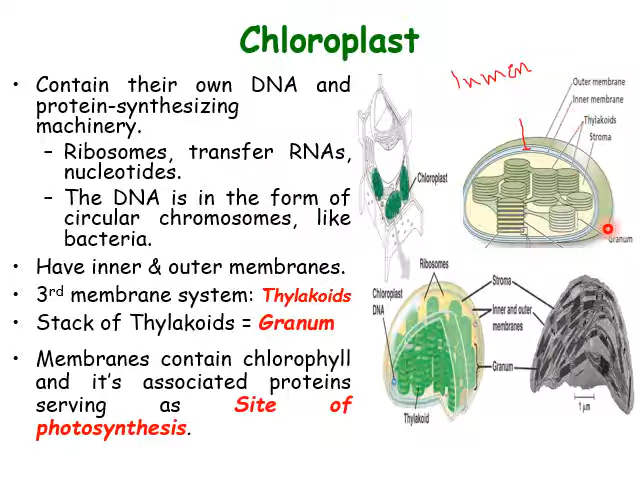 Chloroplast
• Contain their own DNA and
protein-synthesizing
machinery.
– Ribosomes, transfer RNAs,
nucleotides.
– The DNA is in the form of
circular chromosomes, like
bacteria.
• Have inner & outer membranes.
• 3rd membrane system: Thylakoids
• Stack of Thylakoids = Granum
• Membranes contain chlorophyll
and it's associated proteins
serving as Site of
photosynthesis.
Chloroplast
Outer membrane
Inner membrane
Thylakoids
Stroma
Granum
Ribosomes
Chloroplast
DNA
Stroma
Inner and outer
membranes
Granum
Thylakoid
1 μm